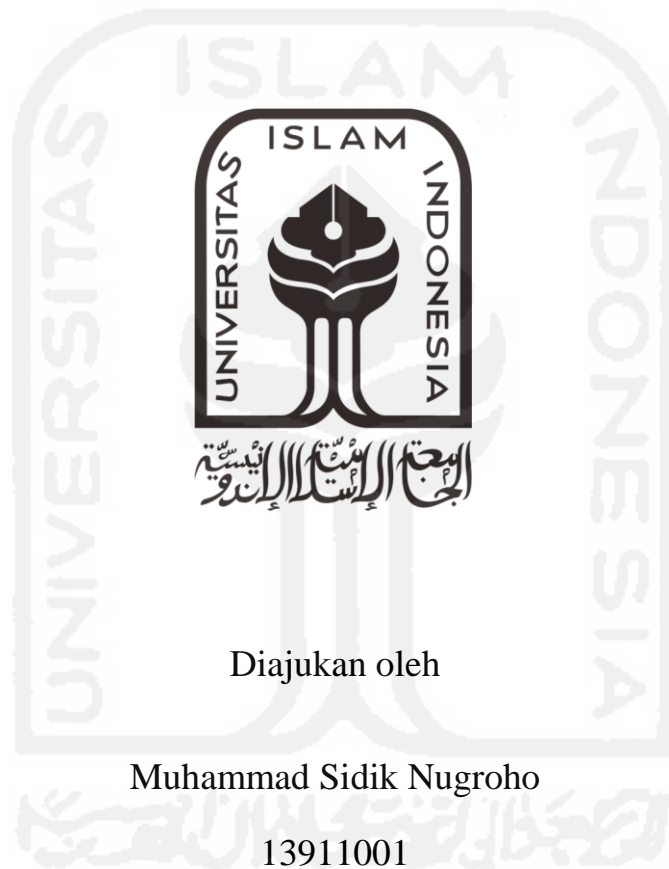 ISLAM
UNIVERSITAS
INDONESIA
الجامعة الإسلامية الإندونيسية
Diajukan oleh
Muhammad Sidik Nugroho
13911001